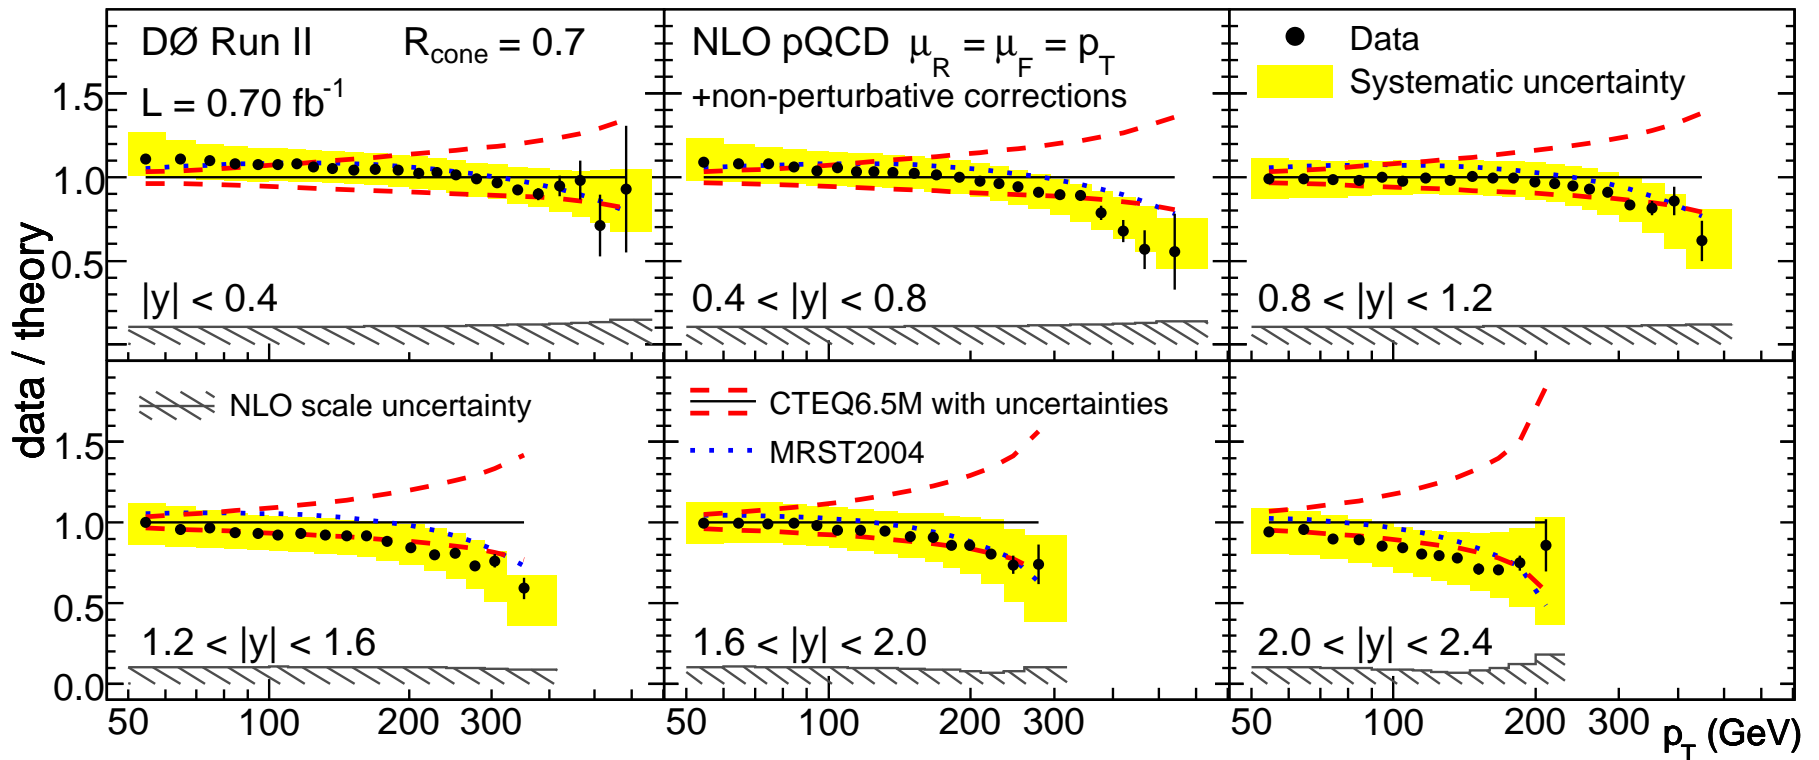 DØ Run II R_cone = 0.7
L = 0.70 fb^-1
NLO pQCD μ_R = μ_F = p_T
+non-perturbative corrections
Data
Systematic uncertainty
1.5
1.0
0.5
|y| < 0.4
0.4 < |y| < 0.8
0.8 < |y| < 1.2
data / theory
NLO scale uncertainty
CTEQ6.5M with uncertainties
MRST2004
1.5
1.0
0.5
0.0
1.2 < |y| < 1.6
1.6 < |y| < 2.0
2.0 < |y| < 2.4
50 100 200 300
50 100 200 300
50 100 200 300
p_T (GeV)